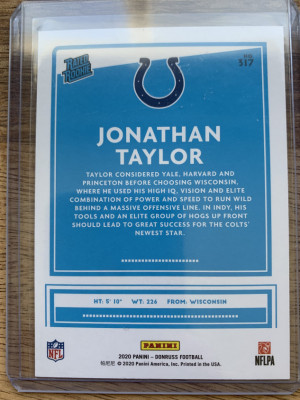 RATED ROOKIE
NO. 317
JONATHAN
TAYLOR
TAYLOR CONSIDERED YALE, HARVARD AND
PRINCETON BEFORE CHOOSING WISCONSIN,
WHERE HE USED HIS HIGH IQ, VISION AND ELITE
COMBINATION OF POWER AND SPEED TO RUN WILD
BEHIND A MASSIVE OFFENSIVE LINE. IN INDY, HIS
TOOLS AND AN ELITE GROUP OF HOGS UP FRONT
SHOULD LEAD TO GREAT SUCCESS FOR THE COLTS'
NEWEST STAR.
HT: 5' 10" WT: 226 FROM: WISCONSIN
PANINI
NFL
2020 PANINI – DONRUSS FOOTBALL
© 2020 Panini America, Inc. Printed in the USA.
NFLPA